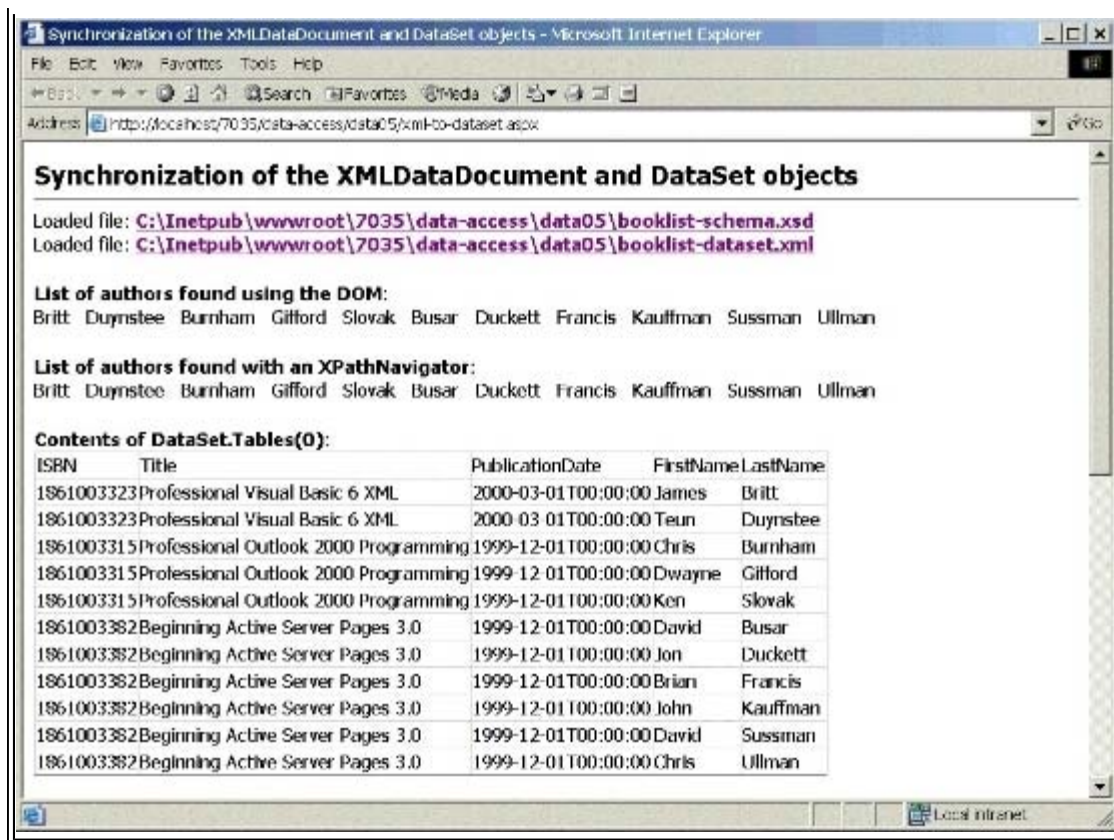 Synchronization of the XMLDataDocument and DataSet objects - Microsoft Internet Explorer
File Edit View Favorites Tools Help
Back Search Favorites Media
Address http://localhost/7035/data-access/data05/xml-to-dataset.aspx Go
Synchronization of the XMLDataDocument and DataSet objects
Loaded file: C:\Inetpub\wwwroot\7035\data-access\data05\booklist-schema.xsd
Loaded file: C:\Inetpub\wwwroot\7035\data-access\data05\booklist-dataset.xml
List of authors found using the DOM:
Britt Duynstee Burnham Gifford Slovak Busar Duckett Francis Kauffman Sussman Ullman
List of authors found with an XPathNavigator:
Britt Duynstee Burnham Gifford Slovak Busar Duckett Francis Kauffman Sussman Ullman
Contents of DataSet.Tables(0):
ISBN Title PublicationDate FirstName LastName
1861003323 Professional Visual Basic 6 XML 2000-03-01T00:00:00 James Britt
1861003323 Professional Visual Basic 6 XML 2000-03-01T00:00:00 Teun Duynstee
1861003315 Professional Outlook 2000 Programming 1999-12-01T00:00:00 Chris Burnham
1861003315 Professional Outlook 2000 Programming 1999-12-01T00:00:00 Dwayne Gifford
1861003315 Professional Outlook 2000 Programming 1999-12-01T00:00:00 Ken Slovak
1861003382 Beginning Active Server Pages 3.0 1999-12-01T00:00:00 David Busar
1861003382 Beginning Active Server Pages 3.0 1999-12-01T00:00:00 Jon Duckett
1861003382 Beginning Active Server Pages 3.0 1999-12-01T00:00:00 Brian Francis
1861003382 Beginning Active Server Pages 3.0 1999-12-01T00:00:00 John Kauffman
1861003382 Beginning Active Server Pages 3.0 1999-12-01T00:00:00 David Sussman
1861003382 Beginning Active Server Pages 3.0 1999-12-01T00:00:00 Chris Ullman
Local intranet